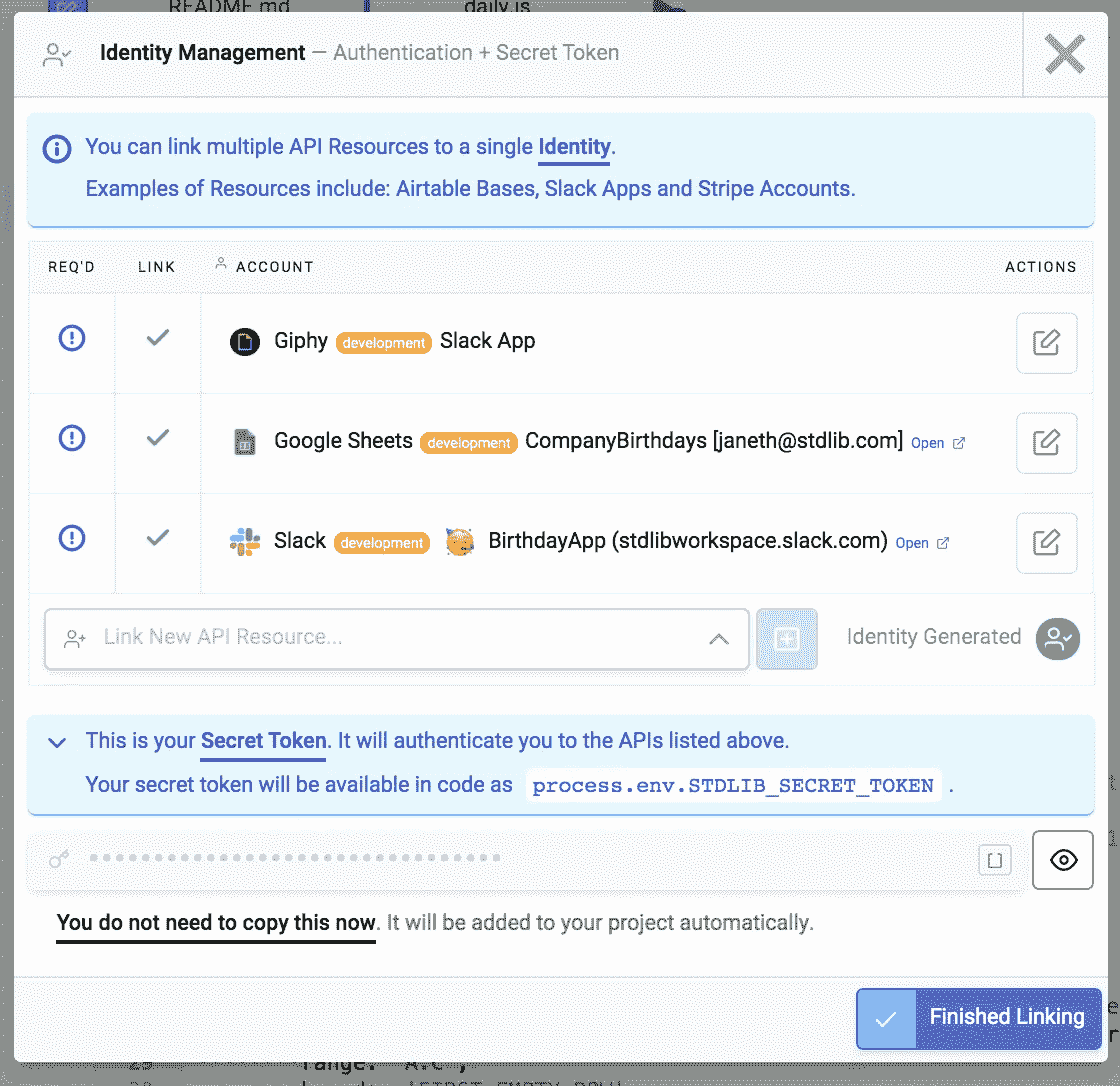 README.md
daily.js
Identity Management — Authentication + Secret Token
You can link multiple API Resources to a single Identity.
Examples of Resources include: Airtable Bases, Slack Apps and Stripe Accounts.
REQ'D LINK ACCOUNT ACTIONS
Giphy development Slack App
Google Sheets development CompanyBirthdays [janeth@stdlib.com] Open
Slack development BirthdayApp (stdlibworkspace.slack.com) Open
Link New API Resource...
Identity Generated
This is your Secret Token. It will authenticate you to the APIs listed above.
Your secret token will be available in code as process.env.STDLIB_SECRET_TOKEN .
You do not need to copy this now. It will be added to your project automatically.
Finished Linking
range: